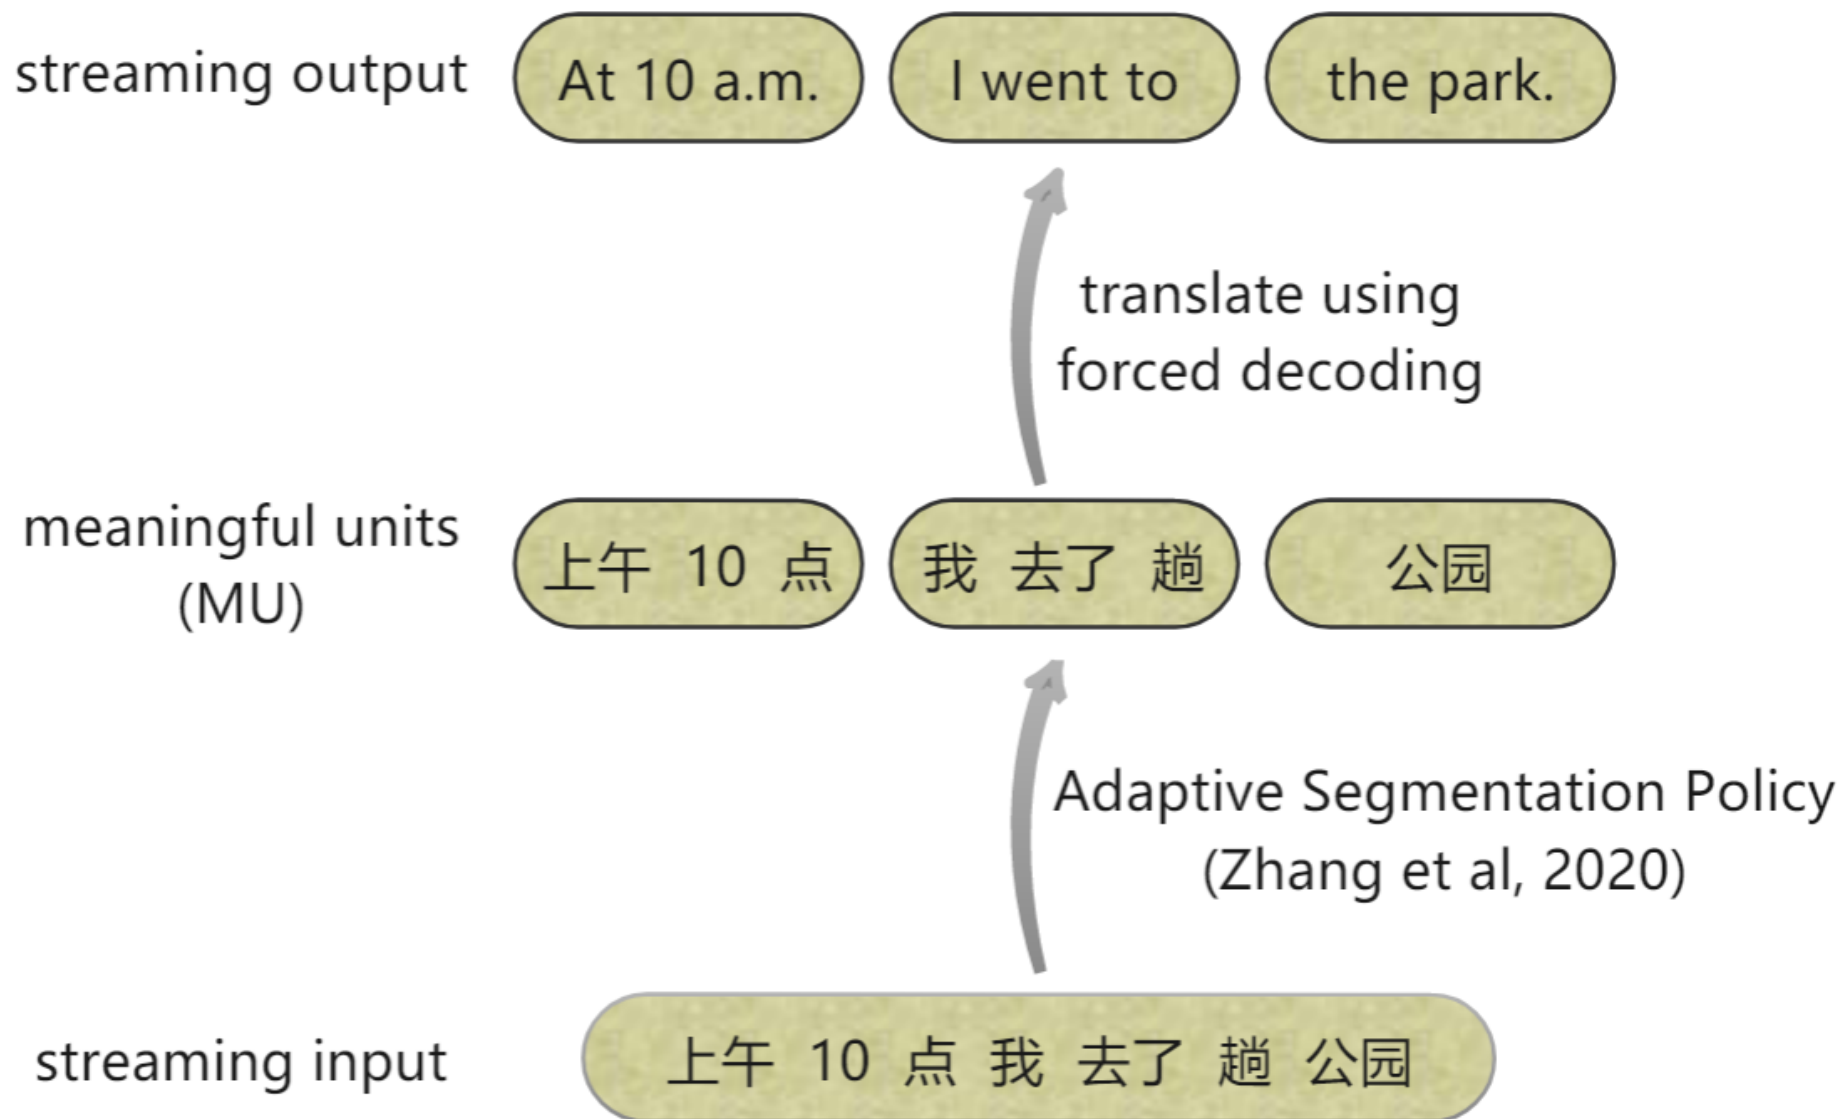 streaming output
At 10 a.m.
I went to
the park.
translate using
forced decoding
meaningful units
(MU)
上午 10 点
我 去了 趟
公园
Adaptive Segmentation Policy
(Zhang et al, 2020)
streaming input
上午 10 点 我 去了 趟 公园